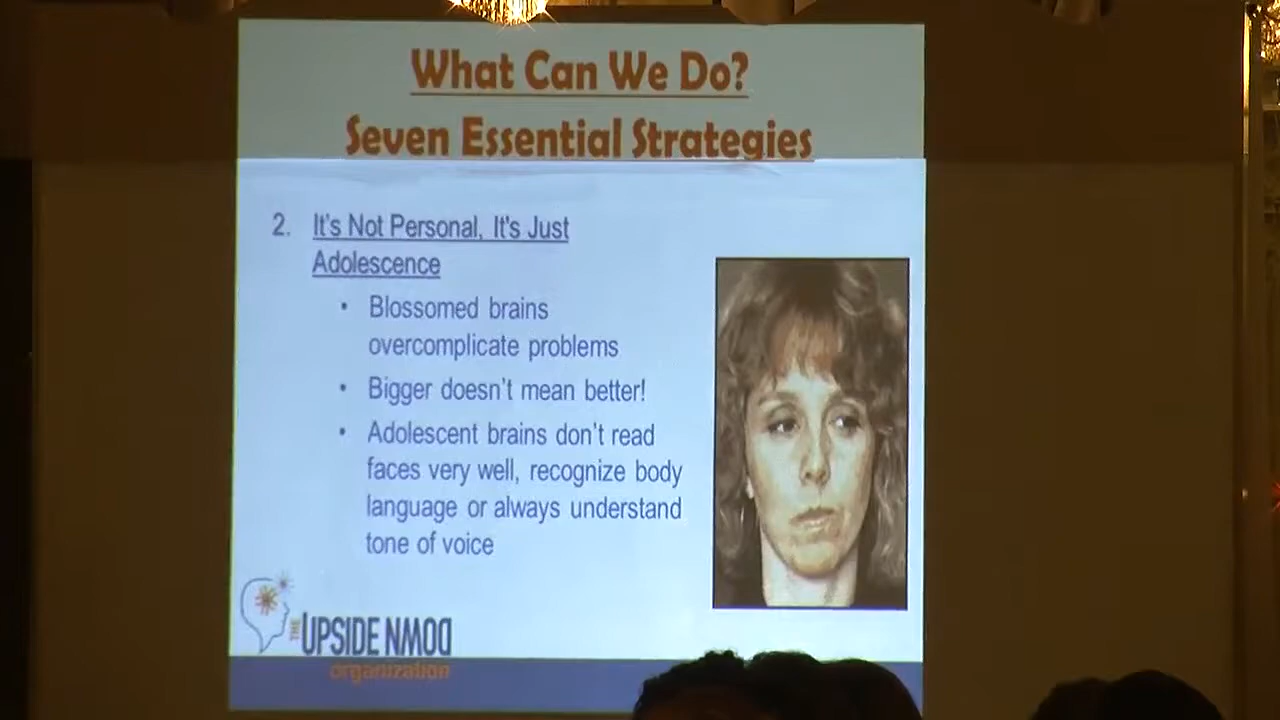 What Can We Do?
Seven Essential Strategies
2. It's Not Personal, It's Just
Adolescence
• Blossomed brains
overcomplicate problems
• Bigger doesn't mean better!
• Adolescent brains don't read
faces very well, recognize body
language or always understand
tone of voice
THE UPSIDE DOWN
organization